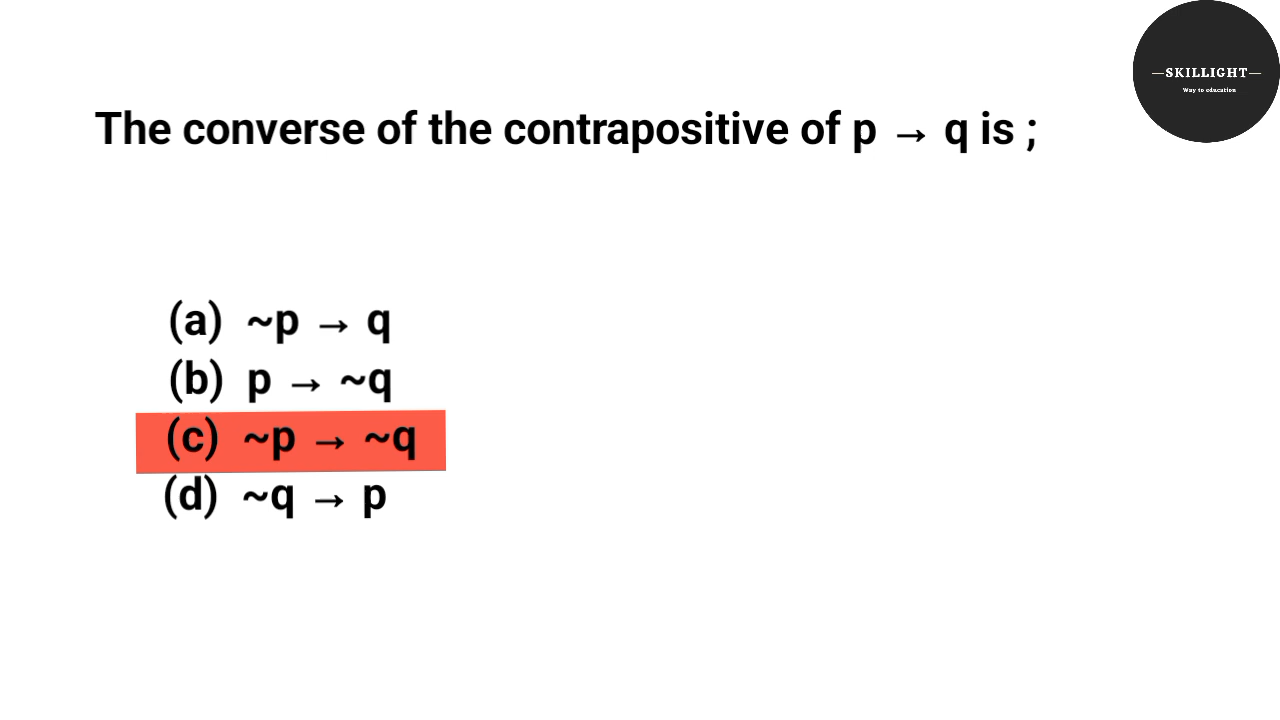 —SKILLIGHT—
Way to education
The converse of the contrapositive of p → q is ;
(a) ~p → q
(b) p → ~q
(c) ~p → ~q
(d) ~q → p